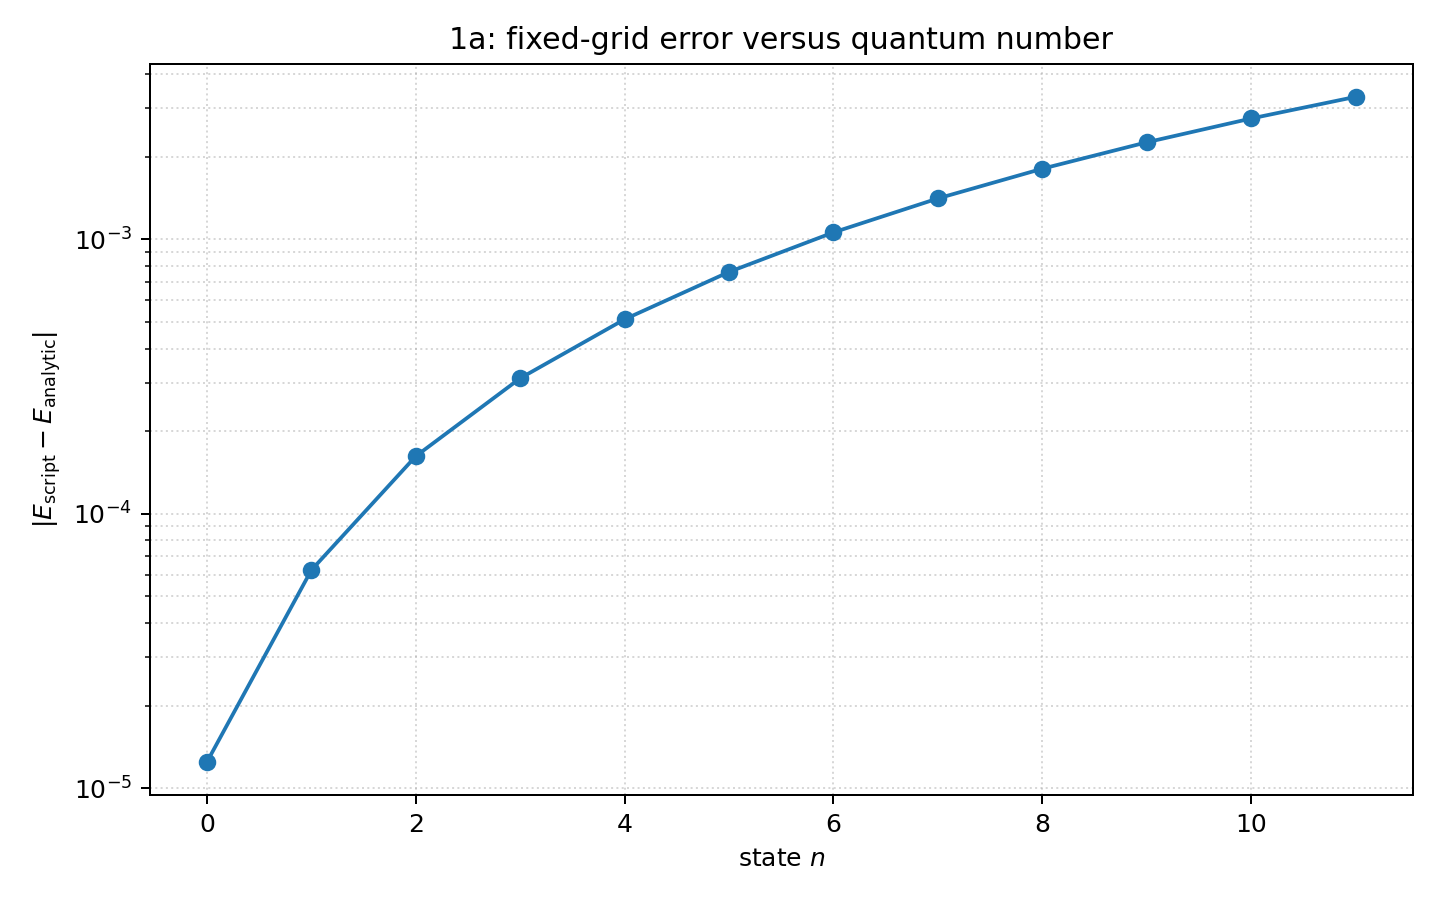 1a: fixed-grid error versus quantum number
|E_script − E_analytic|
10⁻³
10⁻⁴
10⁻⁵
0 2 4 6 8 10
state n